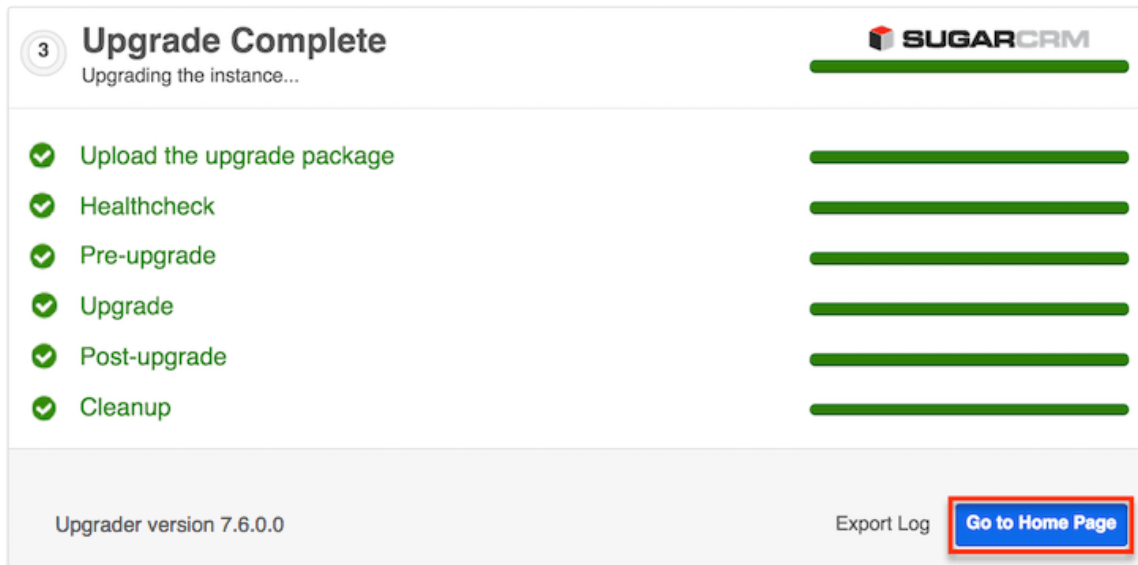 3
Upgrade Complete
SUGARCRM
Upgrading the instance...
Upload the upgrade package
Healthcheck
Pre-upgrade
Upgrade
Post-upgrade
Cleanup
Upgrader version 7.6.0.0
Export Log
Go to Home Page